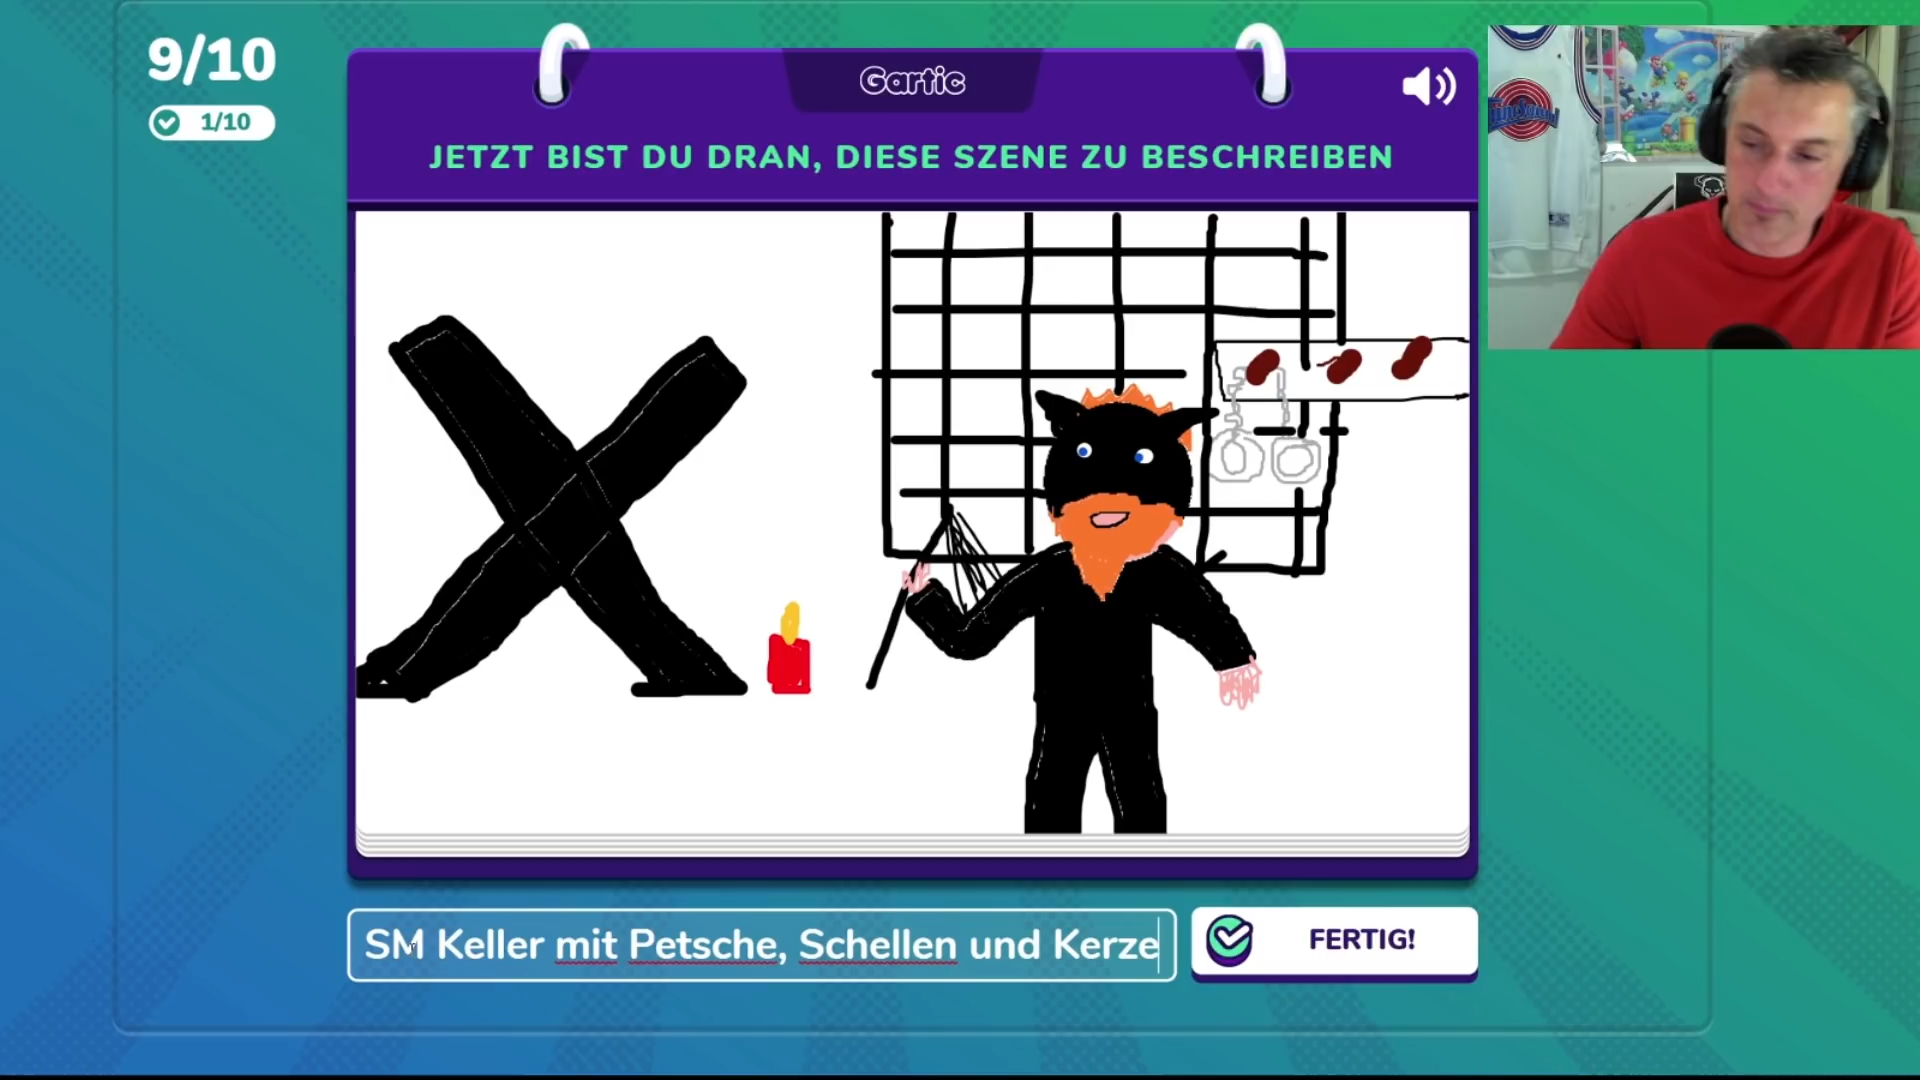 9/10
1/10
Gartic
JETZT BIST DU DRAN, DIESE SZENE ZU BESCHREIBEN
SM Keller mit Petsche, Schellen und Kerze
FERTIG!